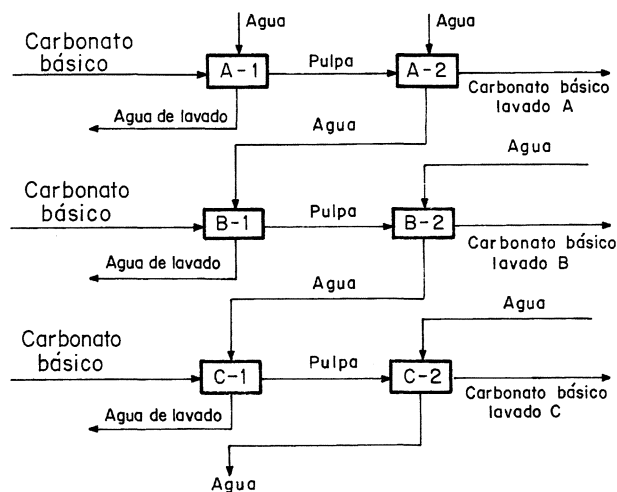 Agua
Agua
Carbonato
básico
A-1
Pulpa
A-2
Carbonato básico
lavado A
Agua de lavado
Agua
Agua
Carbonato
básico
B-1
Pulpa
B-2
Carbonato básico
lavado B
Agua de lavado
Agua
Agua
Carbonato
básico
C-1
Pulpa
C-2
Carbonato básico
lavado C
Agua de lavado
Agua